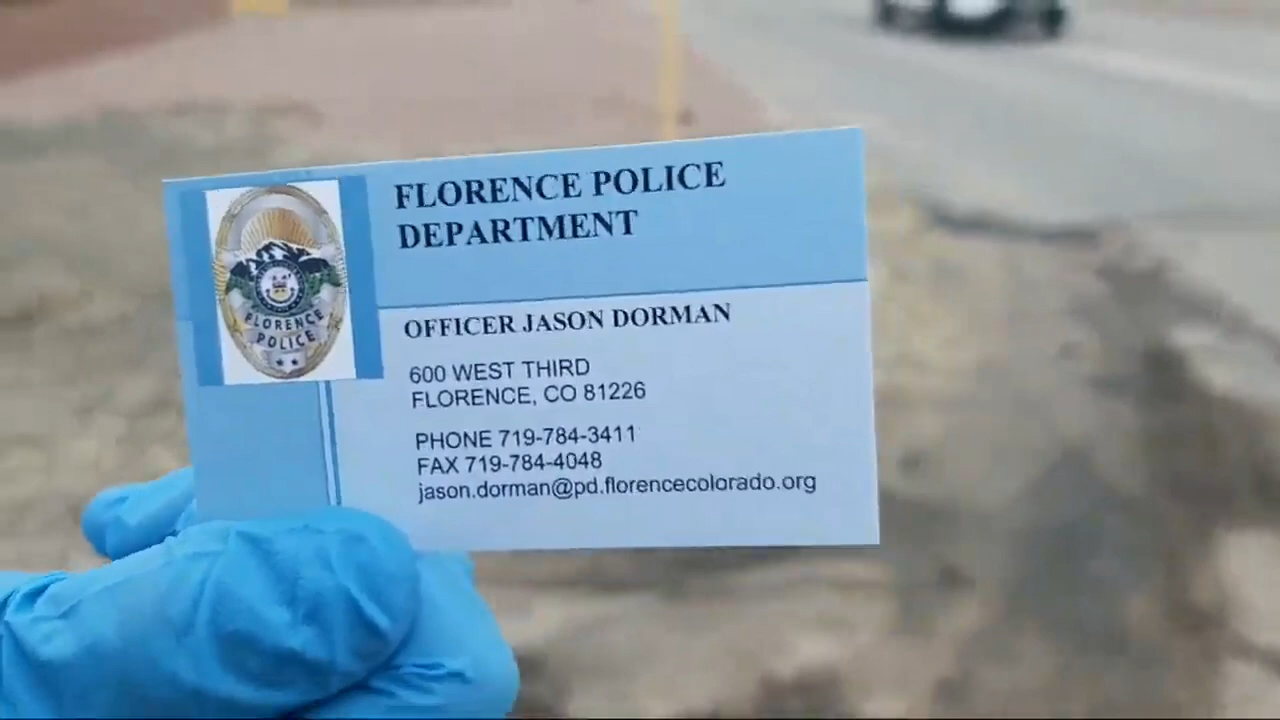 FLORENCE POLICE
DEPARTMENT
FLORENCE
POLICE
OFFICER JASON DORMAN
600 WEST THIRD
FLORENCE, CO 81226
PHONE 719-784-3411
FAX 719-784-4048
jason.dorman@pd.florencecolorado.org